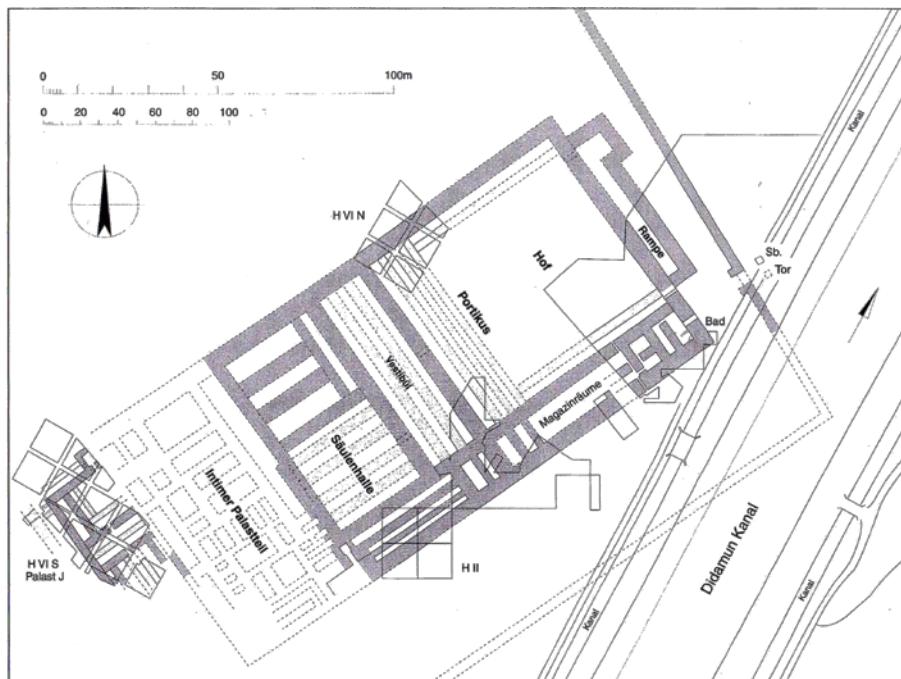 0 50 100m
0 20 40 60 80 100
H VI N
Rampe
Hof
Sb.
Tor
Kanal
Portikus
Bad
Vestibül
Magazinräume
Säulenhalle
Intimer Palastteil
H VI S
Palast J
H II
Didamun Kanal
Kanal
Kanal